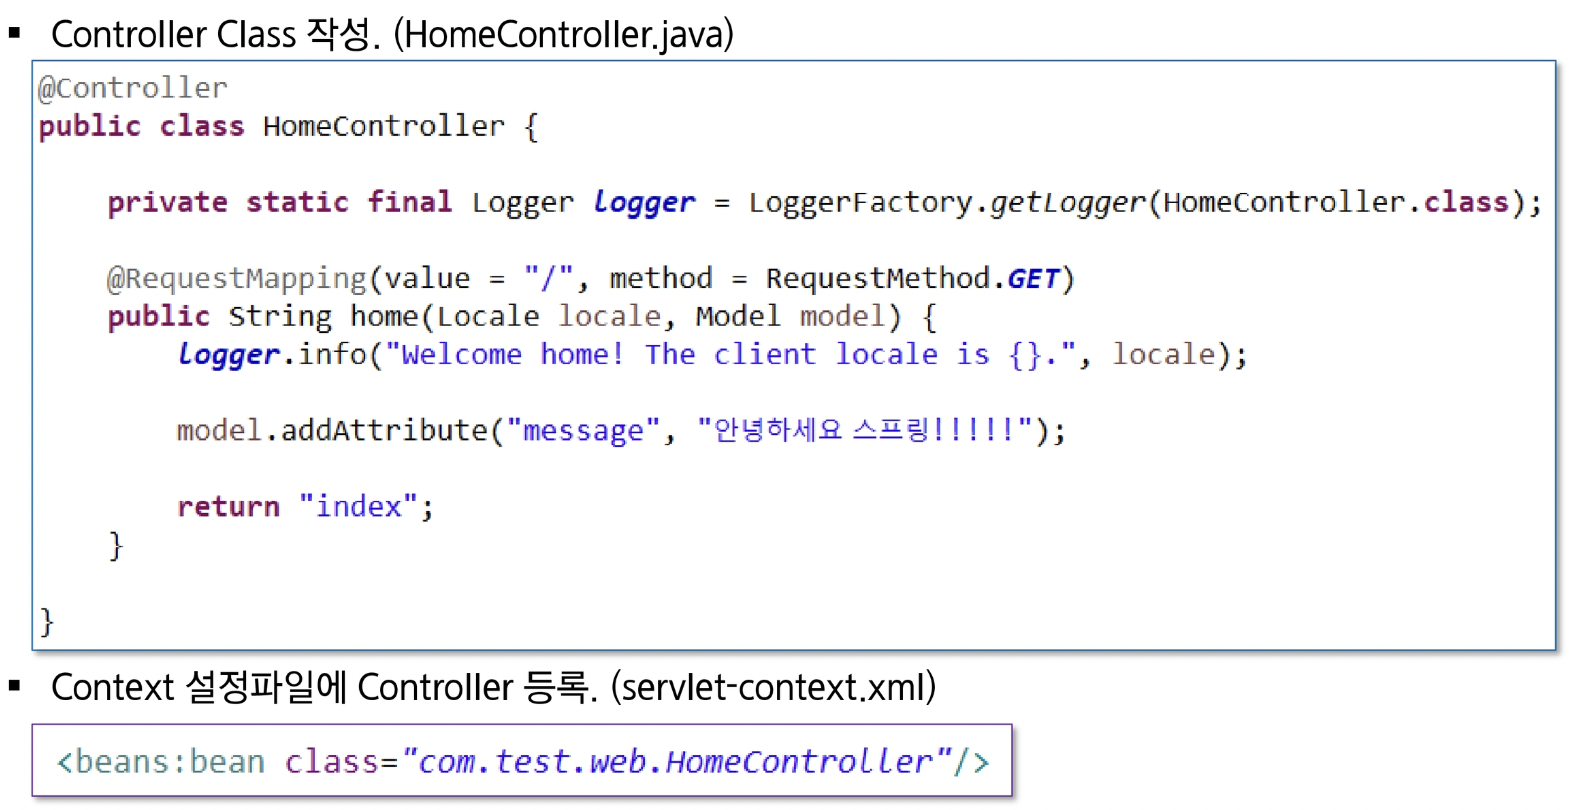 ▪ Controller Class 작성. (HomeController.java)
@Controller
public class HomeController {
private static final Logger logger = LoggerFactory.getLogger(HomeController.class);
@RequestMapping(value = "/", method = RequestMethod.GET)
public String home(Locale locale, Model model) {
logger.info("Welcome home! The client locale is {}.", locale);
model.addAttribute("message", "안녕하세요 스프링!!!!!");
return "index";
}
}
▪ Context 설정파일에 Controller 등록. (servlet-context.xml)
<beans:bean class="com.test.web.HomeController"/>